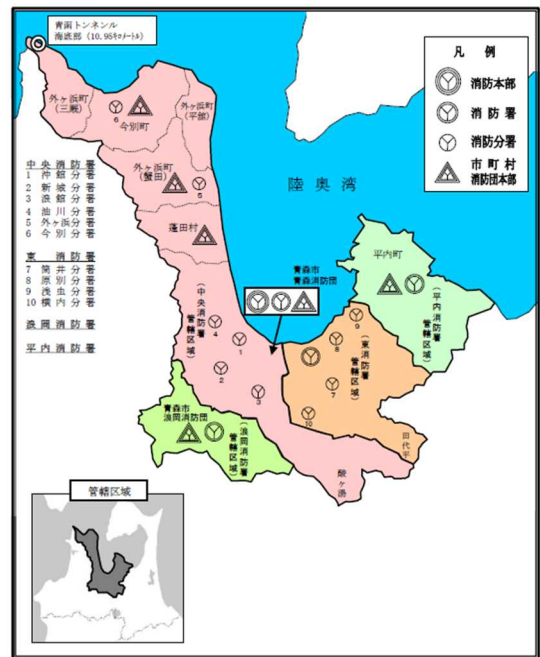 青函トンネル
海底部 (10.95ｷﾛﾒｰﾄﾙ)
凡 例
消防本部
消 防 署
消防分署
市 町 村
消防団本部
外ヶ浜町
(三厩)
6
今別町
外ヶ浜町
(平舘)
外ヶ浜町
(蟹田)
5
蓬田村
陸奥湾
中央消防署
1 沖館分署
2 新城分署
3 浪館分署
4 油川分署
5 外ヶ浜分署
6 今別分署
東 消防署
7 筒井分署
8 原別分署
9 浅虫分署
10 横内分署
浪岡消防署
平内消防署
平内町
(平内消防署
管轄区域)
青森市
青森消防団
(中央消防署
管轄区域)
4
1
2
3
9
8
7
10
(東消防署
管轄区域)
田代平
酸ヶ湯
青森市
浪岡消防団
(浪岡消防署
管轄区域)
管轄区域